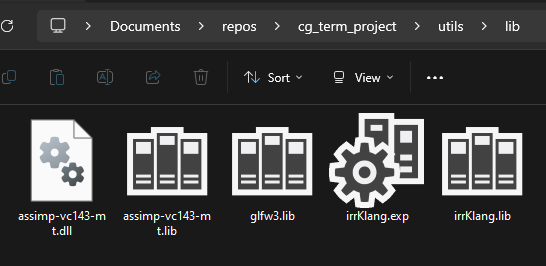 Documents > repos > cg_term_project > utils > lib
Sort View
assimp-vc143-m
t.dll
assimp-vc143-
mt.lib
glfw3.lib
irrKlang.exp
irrKlang.lib